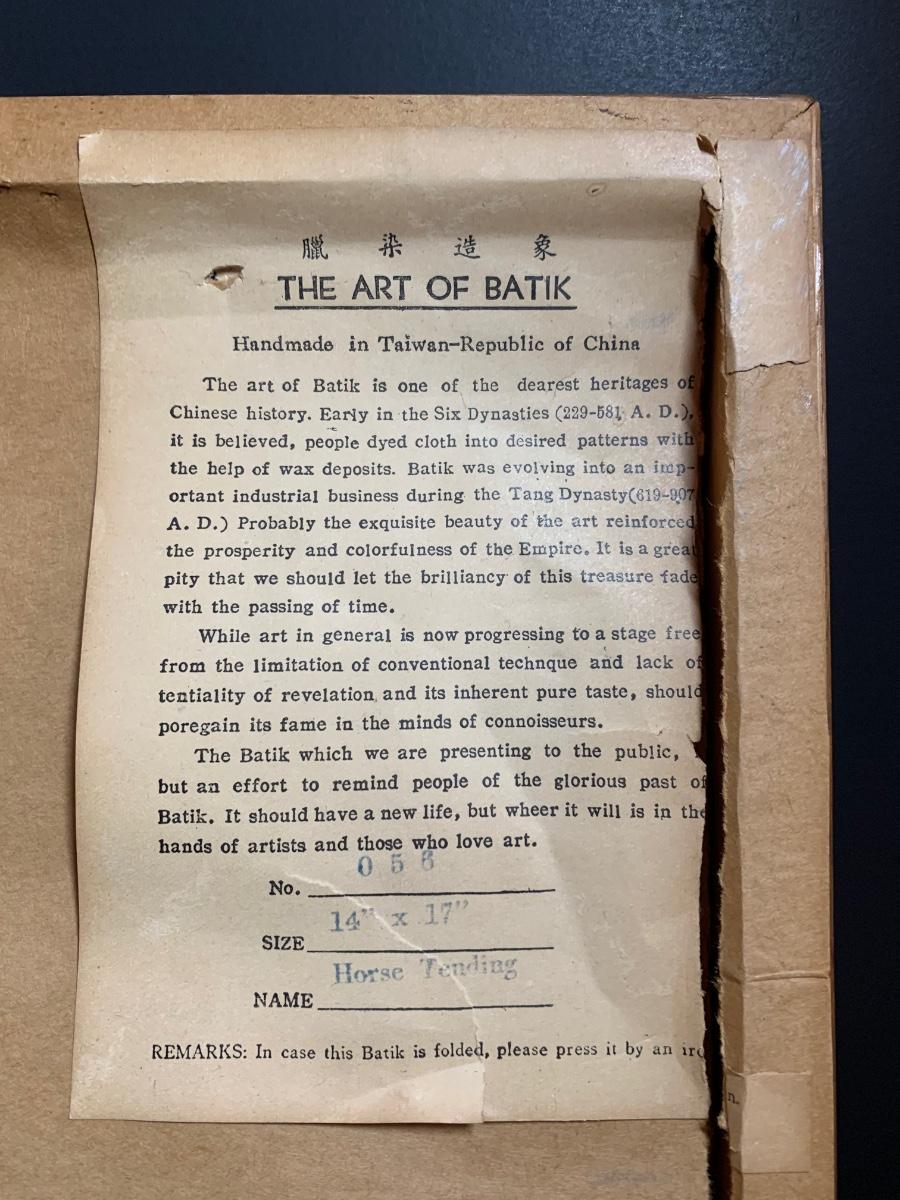 臘染造象
THE ART OF BATIK
Handmade in Taiwan-Republic of China
The art of Batik is one of the dearest heritages of
Chinese history. Early in the Six Dynasties (229-581 A. D.),
it is believed, people dyed cloth into desired patterns with
the help of wax deposits. Batik was evolving into an imp-
ortant industrial business during the Tang Dynasty(619-907
A. D.) Probably the exquisite beauty of the art reinforced
the prosperity and colorfulness of the Empire. It is a great
pity that we should let the brilliancy of this treasure fade
with the passing of time.
While art in general is now progressing to a stage free
from the limitation of conventional technque and lack of
tentiality of revelation and its inherent pure taste, should
poregain its fame in the minds of connoisseurs.
The Batik which we are presenting to the public,
but an effort to remind people of the glorious past of
Batik. It should have a new life, but wheer it will is in the
hands of artists and those who love art.
No. 056
SIZE 14" x 17"
NAME Horse Tending
REMARKS: In case this Batik is folded, please press it by an iron.